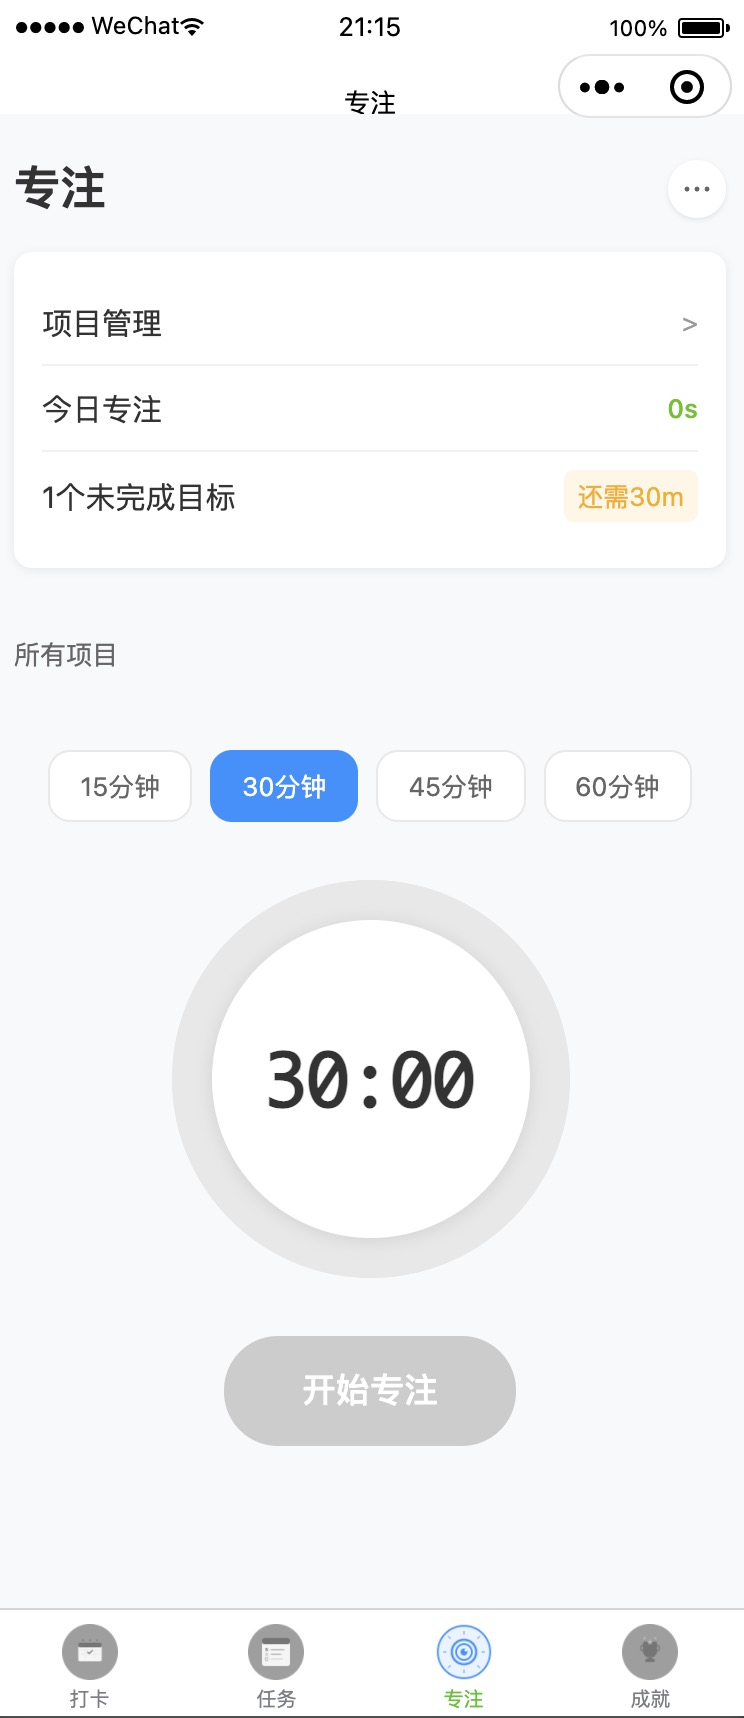 WeChat 21:15 100%
专注
专注
项目管理 >
今日专注 0s
1个未完成目标 还需30m
所有项目
15分钟 30分钟 45分钟 60分钟
30:00
开始专注
打卡 任务 专注 成就